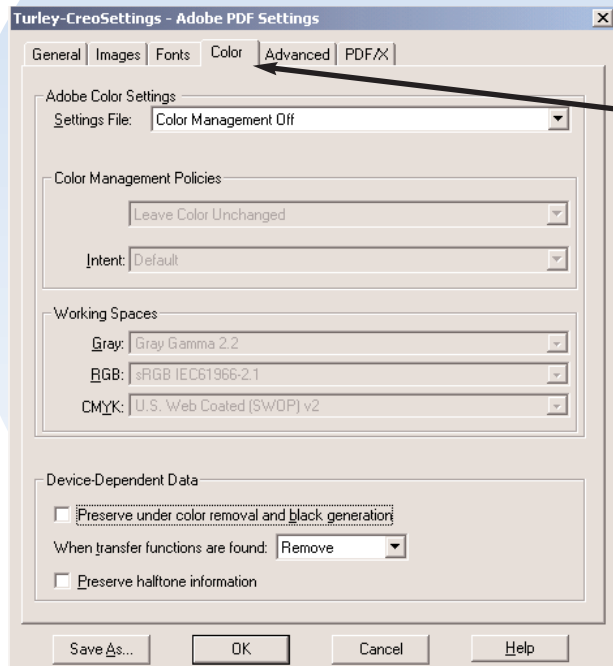 Turley-CreoSettings - Adobe PDF Settings
General Images Fonts Color Advanced PDF/X
Adobe Color Settings
Settings File: Color Management Off
Color Management Policies
Leave Color Unchanged
Intent: Default
Working Spaces
Gray: Gray Gamma 2.2
RGB: sRGB IEC61966-2.1
CMYK: U.S. Web Coated (SWOP) v2
Device-Dependent Data
Preserve under color removal and black generation
When transfer functions are found: Remove
Preserve halftone information
Save As... OK Cancel Help